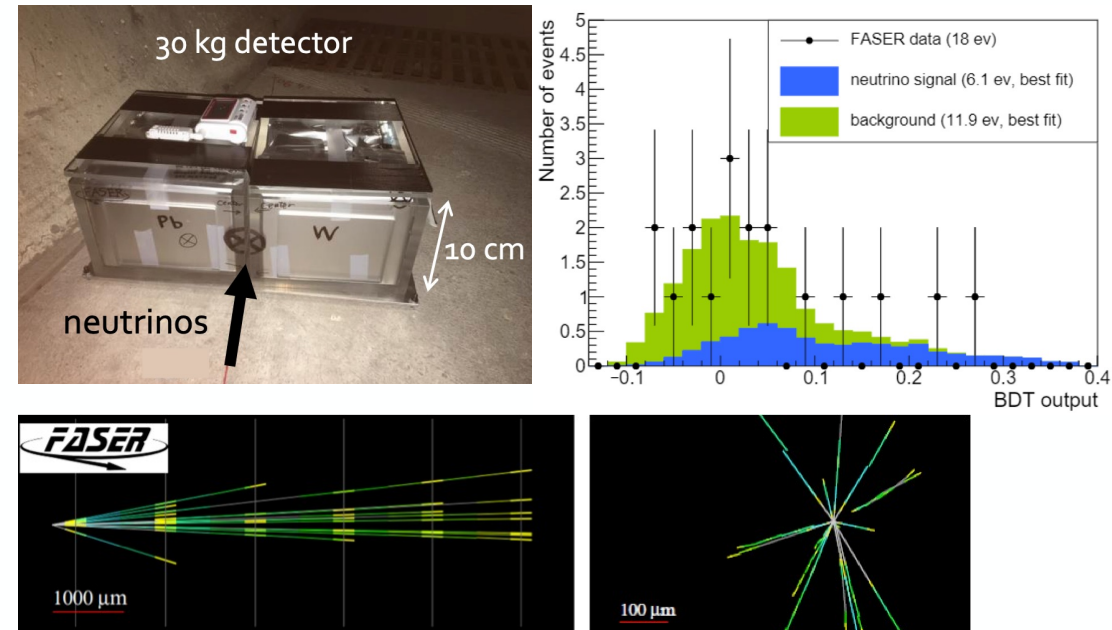 30 kg detector
FASER
Center
Center
Pb
W
10 cm
neutrinos
Number of events
5
4.5
4
3.5
3
2.5
2
1.5
1
0.5
0
FASER data (18 ev)
neutrino signal (6.1 ev, best fit)
background (11.9 ev, best fit)
−0.1
0
0.1
0.2
0.3
0.4
BDT output
FASER
1000 μm
100 μm